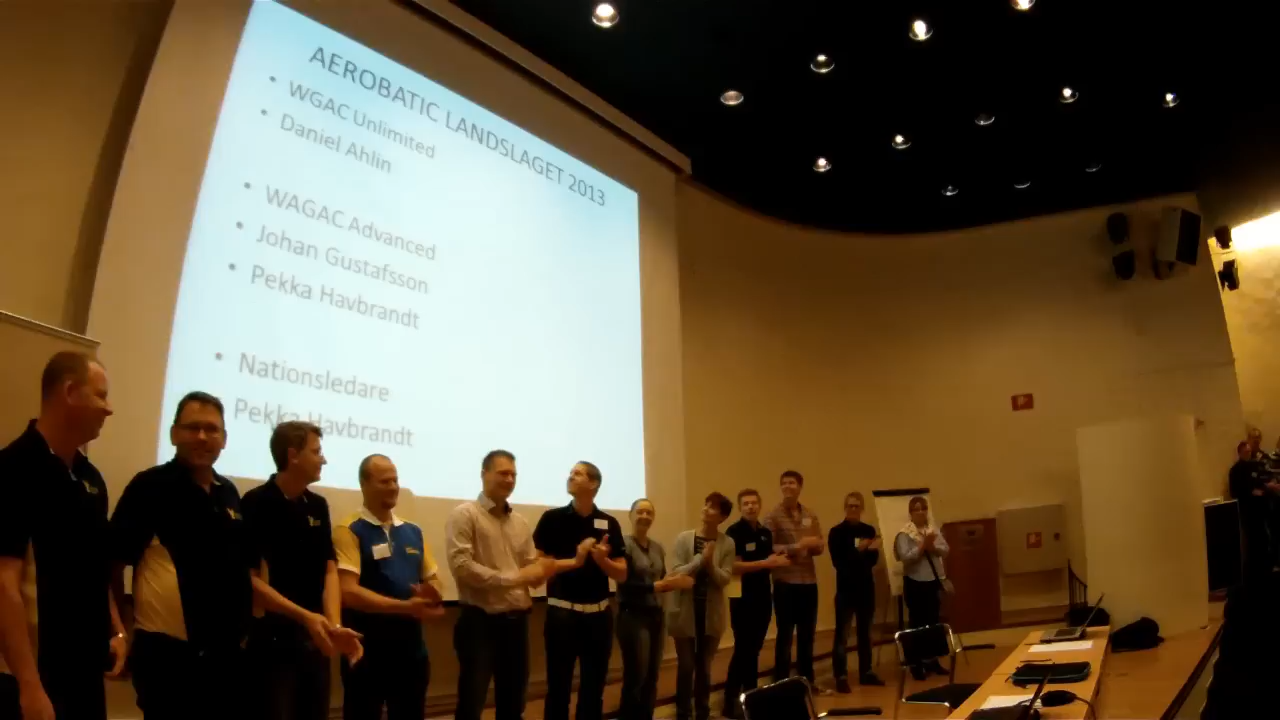 AEROBATIC LANDSLAGET 2013
• WGAC Unlimited
• Daniel Ahlin
• WAGAC Advanced
• Johan Gustafsson
• Pekka Havbrandt
• Nationsledare
Pekka Havbrandt